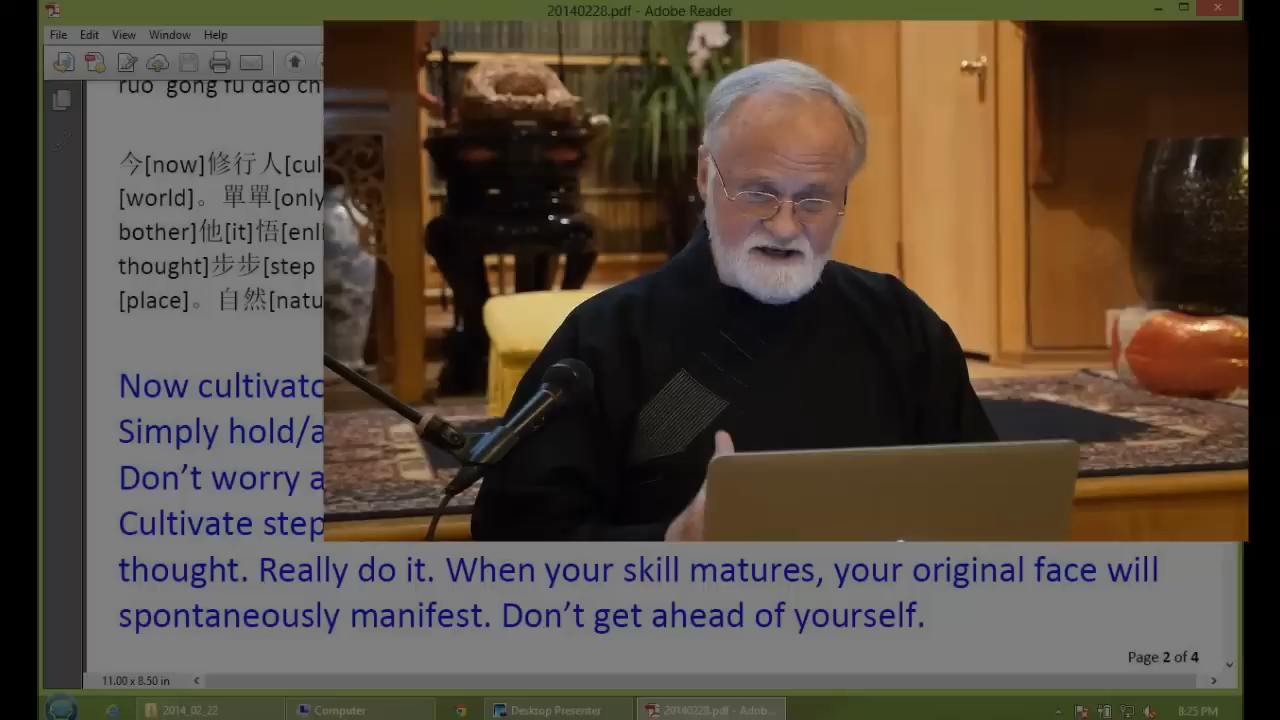 20140228.pdf - Adobe Reader
File Edit View Window Help
ruo gong fu dao ch
今[now]修行人[cul
[world]。單單[only
bother]他[it]悟[enli
thought]步步[step
[place]。自然[natu
Now cultivato
Simply hold/a
Don't worry a
Cultivate step
thought. Really do it. When your skill matures, your original face will
spontaneously manifest. Don't get ahead of yourself.
Page 2 of 4
11.00 x 8.50 in
2014_02_22 Computer Desktop Presenter 20140228.pdf - Adob... 8:25 PM